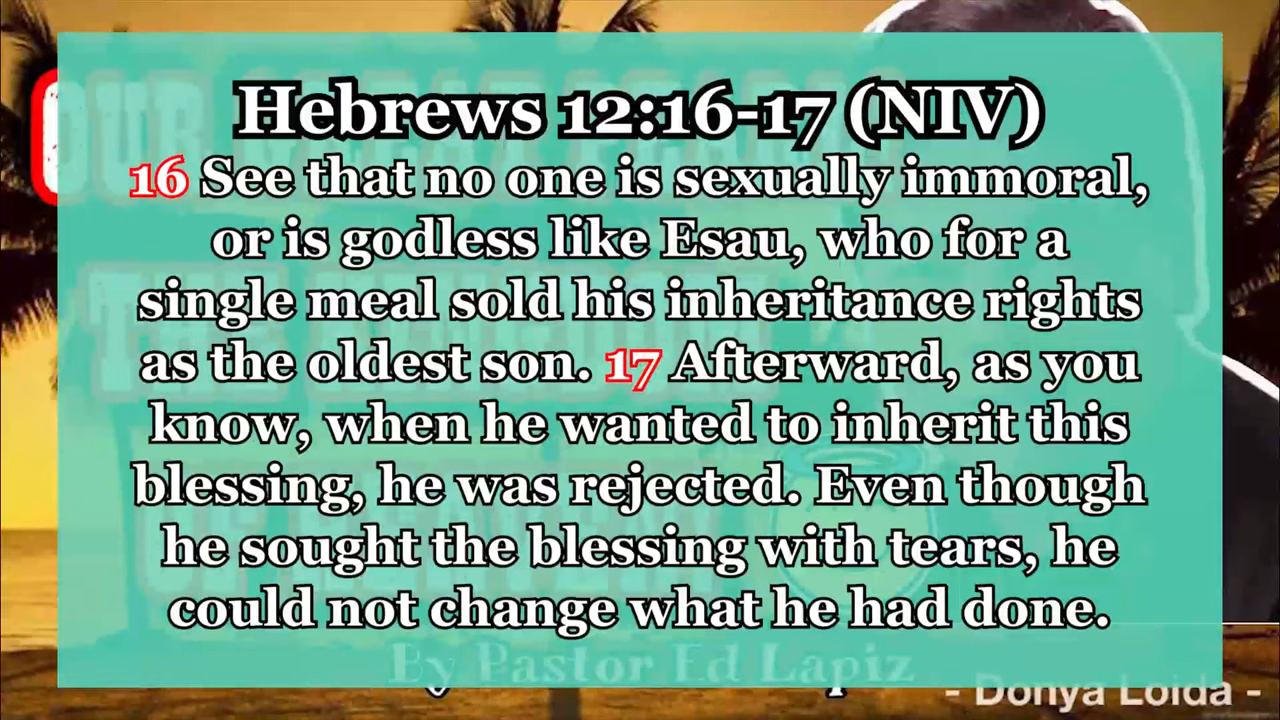 Hebrews 12:16-17 (NIV)
16 See that no one is sexually immoral,
or is godless like Esau, who for a
single meal sold his inheritance rights
as the oldest son. 17 Afterward, as you
know, when he wanted to inherit this
blessing, he was rejected. Even though
he sought the blessing with tears, he
could not change what he had done.
By Pastor Ed Lapiz
- Donya Loida -